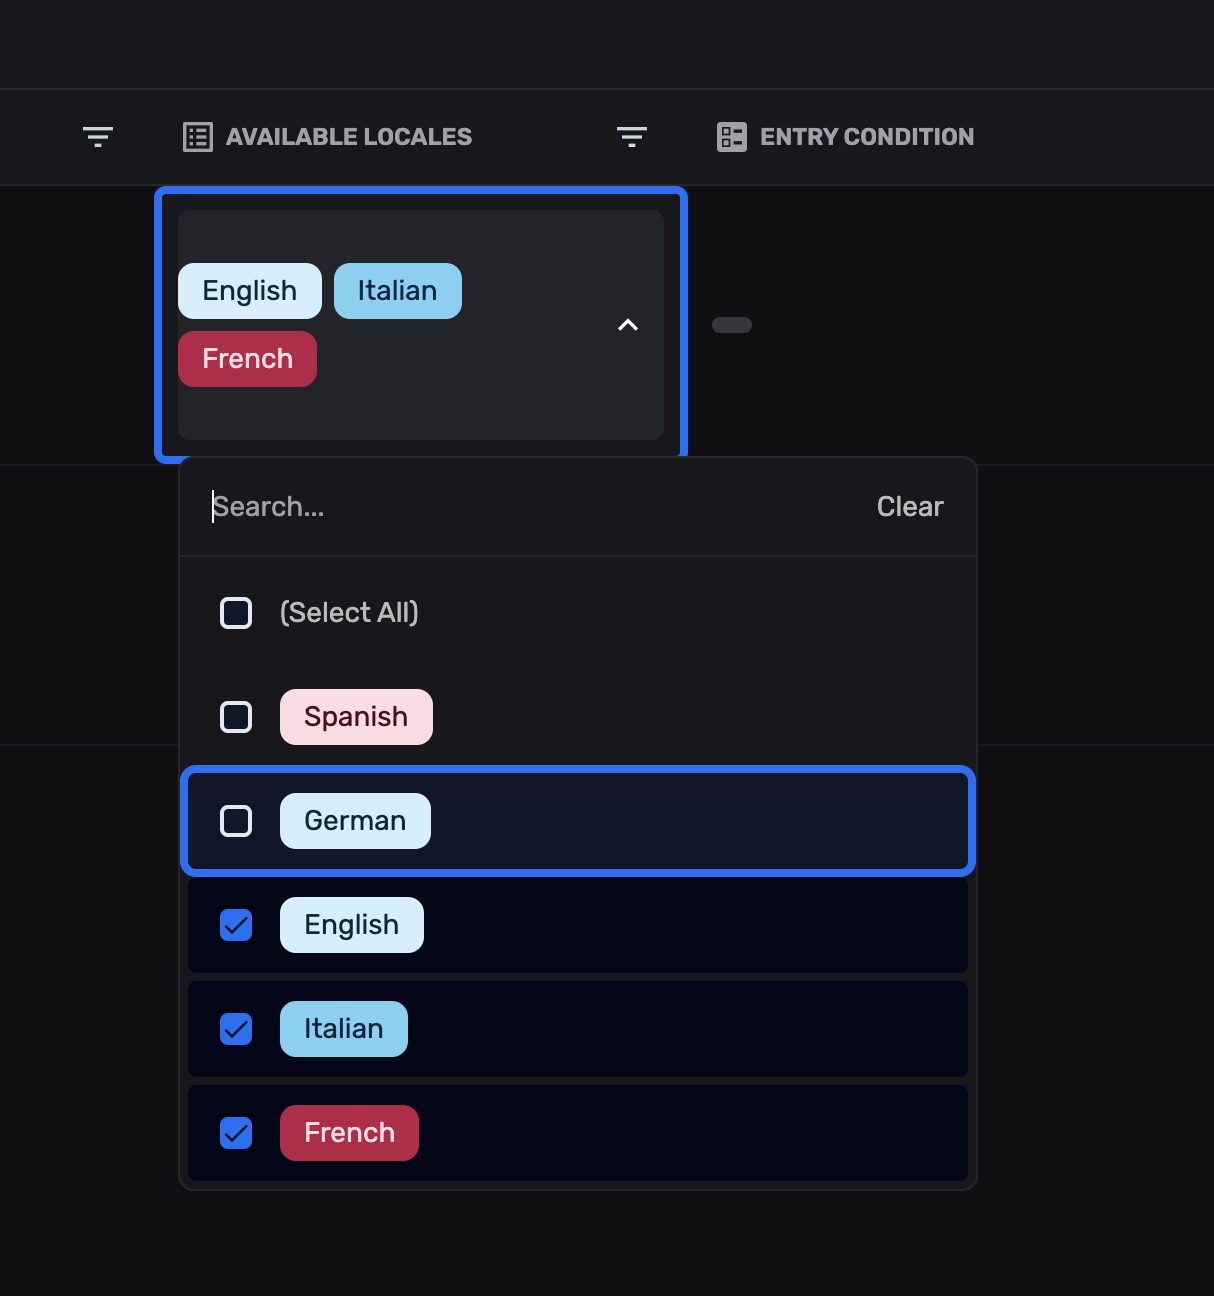 AVAILABLE LOCALES ENTRY CONDITION
English Italian
French
Search... Clear
(Select All)
Spanish
German
English
Italian
French